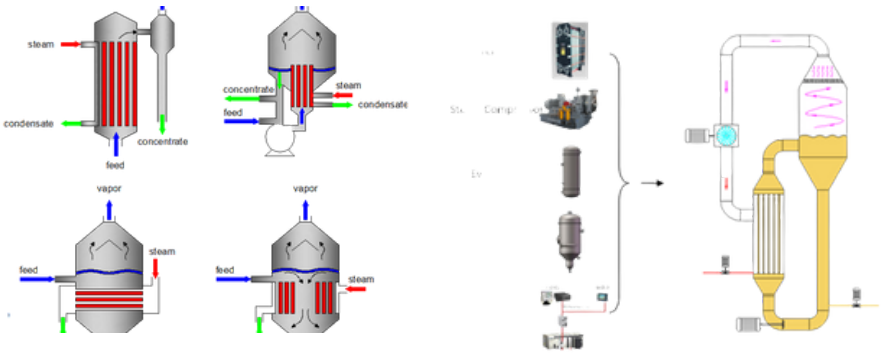 steam
condensate
concentrate
feed
concentrate
steam
condensate
feed
vapor
vapor
steam
feed
feed
steam